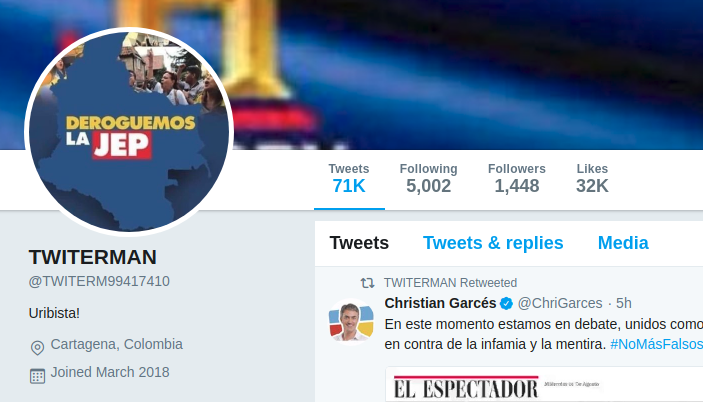 DEROGUEMOS
LA JEP
Tweets Following Followers Likes
71K 5,002 1,448 32K
TWITERMAN
@TWITERM99417410
Uribista!
Cartagena, Colombia
Joined March 2018
Tweets Tweets & replies Media
TWITERMAN Retweeted
Christian Garcés @ChriGarces · 5h
En este momento estamos en debate, unidos como
en contra de la infamia y la mentira. #NoMásFalsos
EL ESPECTADOR